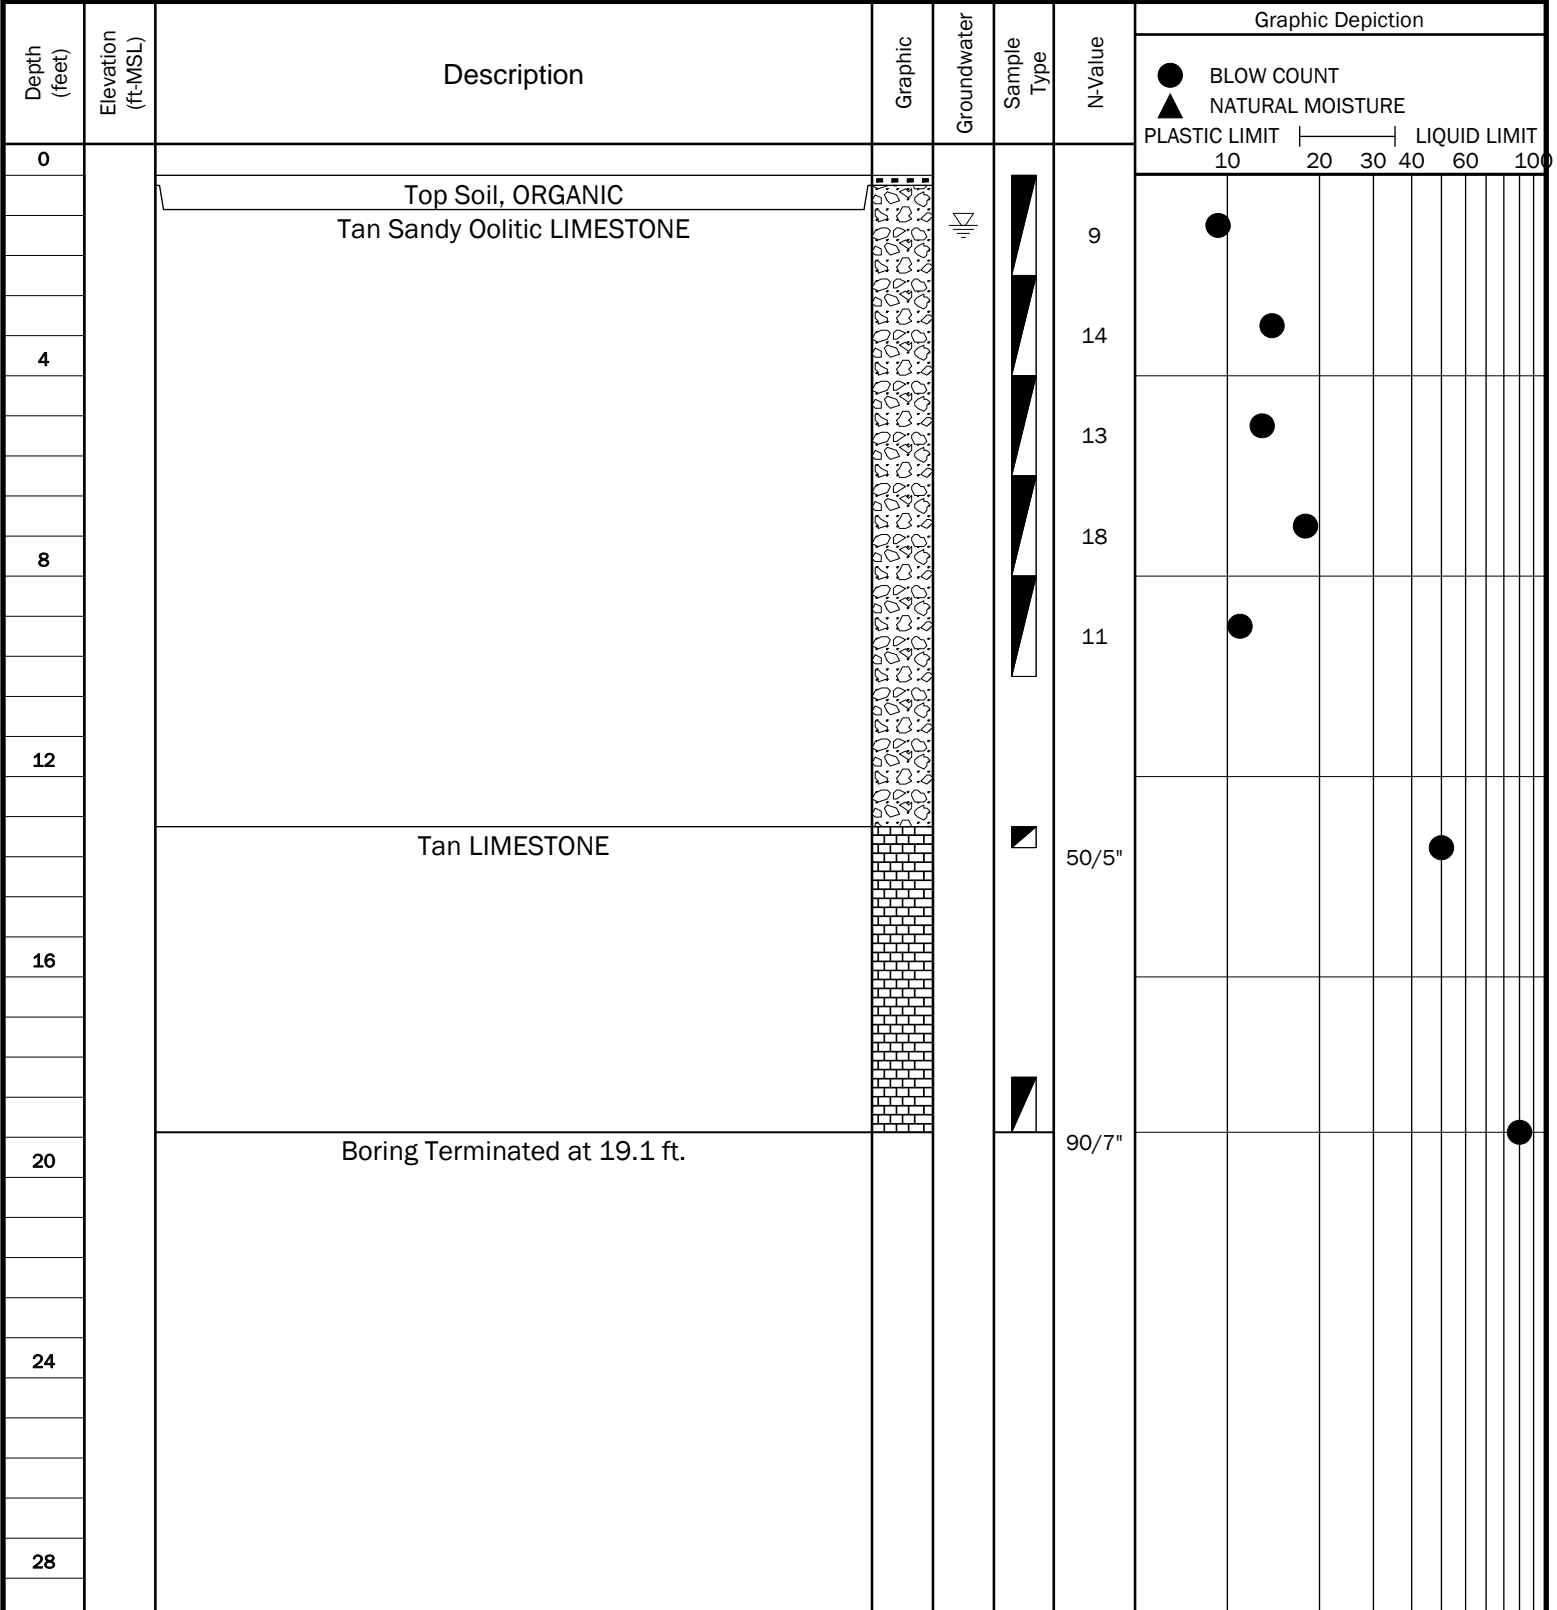 Depth
(feet)
Elevation
(ft-MSL)
Description
Graphic
Groundwater
Sample
Type
N-Value
Graphic Depiction
BLOW COUNT
NATURAL MOISTURE
PLASTIC LIMIT LIQUID LIMIT
10 20 30 40 60 100
0
Top Soil, ORGANIC
Tan Sandy Oolitic LIMESTONE
9
14
4
13
18
8
11
12
Tan LIMESTONE
50/5"
16
90/7"
Boring Terminated at 19.1 ft.
20
24
28